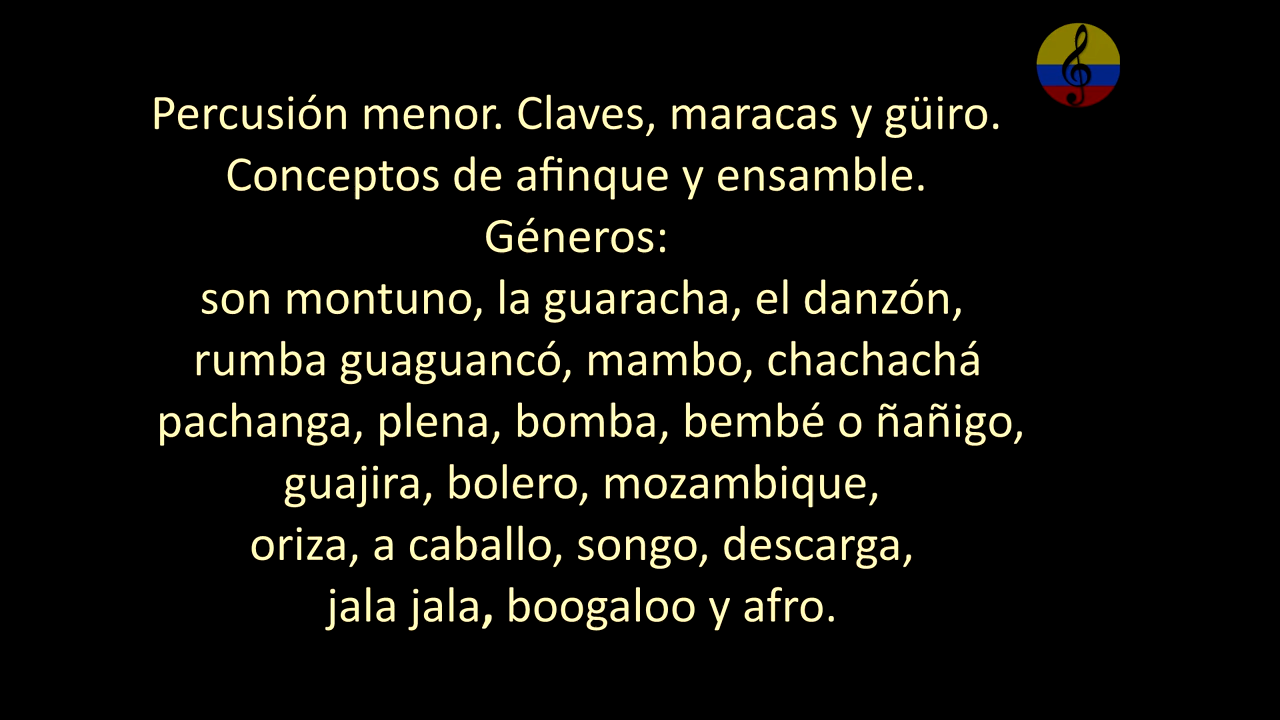 Percusión menor. Claves, maracas y güiro.
Conceptos de afinque y ensamble.
Géneros:
son montuno, la guaracha, el danzón,
rumba guaguancó, mambo, chachachá
pachanga, plena, bomba, bembé o ñañigo,
guajira, bolero, mozambique,
oriza, a caballo, songo, descarga,
jala jala, boogaloo y afro.